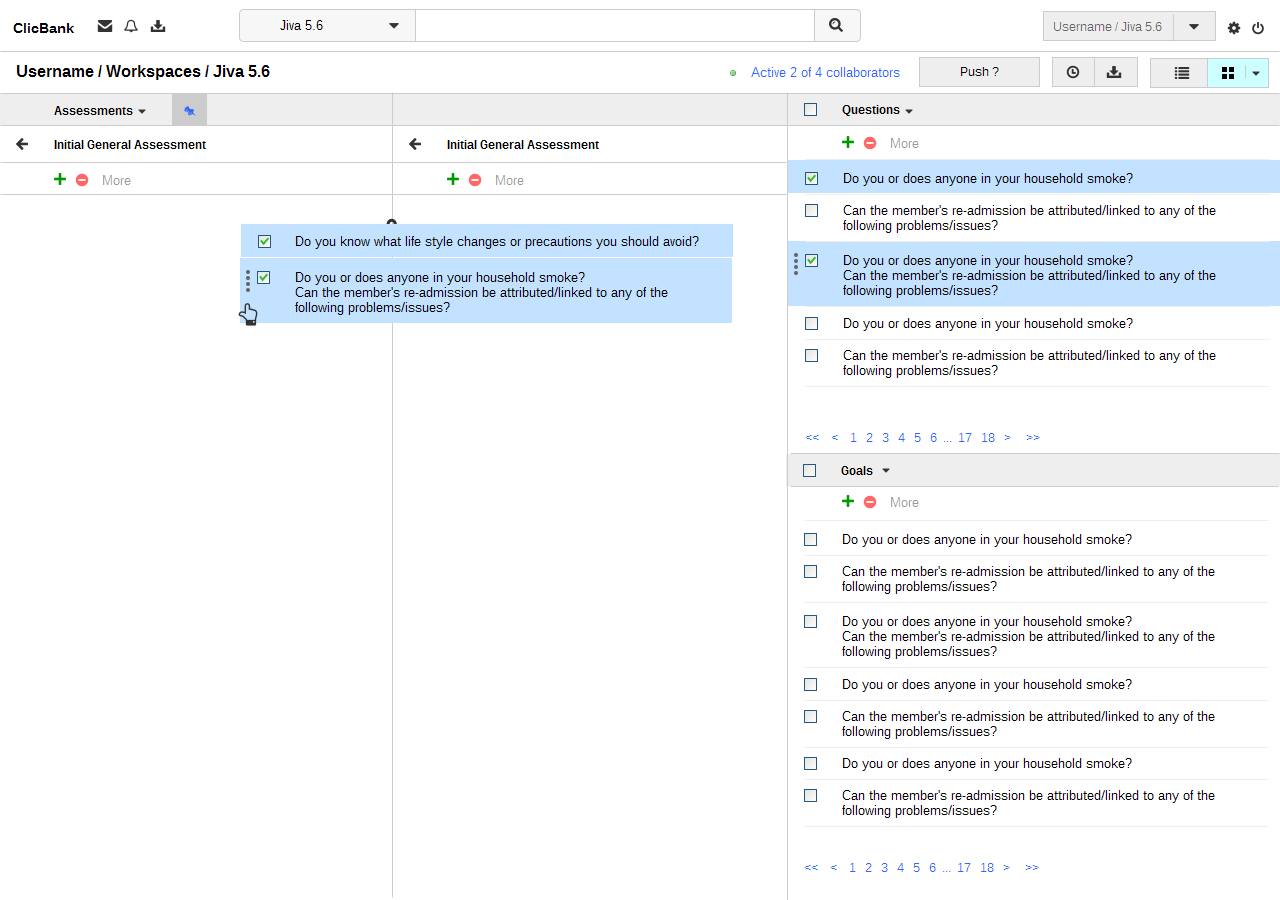 ClicBank
Jiva 5.6
Username / Jiva 5.6
Username / Workspaces / Jiva 5.6
Active 2 of 4 collaborators
Push ?
Assessments
Initial General Assessment
More
Initial General Assessment
More
Do you know what life style changes or precautions you should avoid?
Do you or does anyone in your household smoke?
Can the member's re-admission be attributed/linked to any of the
following problems/issues?
Questions
More
Do you or does anyone in your household smoke?
Can the member's re-admission be attributed/linked to any of the
following problems/issues?
Do you or does anyone in your household smoke?
Can the member's re-admission be attributed/linked to any of the
following problems/issues?
Do you or does anyone in your household smoke?
Can the member's re-admission be attributed/linked to any of the
following problems/issues?
<< < 1 2 3 4 5 6 ... 17 18 > >>
Goals
More
Do you or does anyone in your household smoke?
Can the member's re-admission be attributed/linked to any of the
following problems/issues?
Do you or does anyone in your household smoke?
Can the member's re-admission be attributed/linked to any of the
following problems/issues?
Do you or does anyone in your household smoke?
Can the member's re-admission be attributed/linked to any of the
following problems/issues?
Do you or does anyone in your household smoke?
Can the member's re-admission be attributed/linked to any of the
following problems/issues?
<< < 1 2 3 4 5 6 ... 17 18 > >>